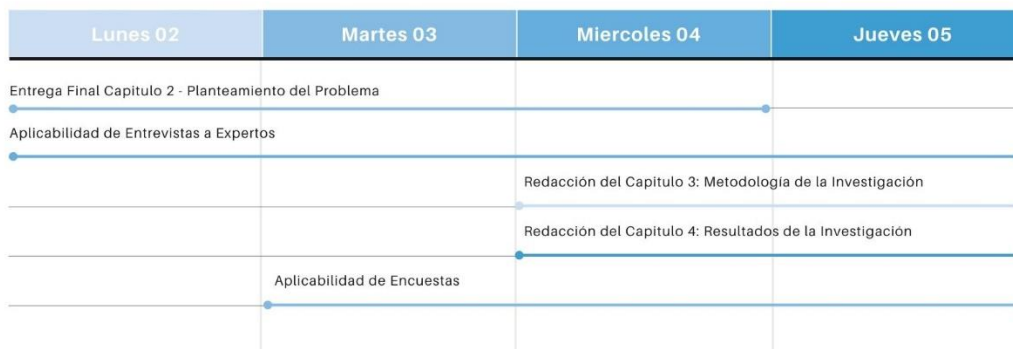 Lunes 02
Martes 03
Miercoles 04
Jueves 05
Entrega Final Capitulo 2 - Planteamiento del Problema
Aplicabilidad de Entrevistas a Expertos
Redacción del Capitulo 3: Metodología de la Investigación
Redacción del Capitulo 4: Resultados de la Investigación
Aplicabilidad de Encuestas